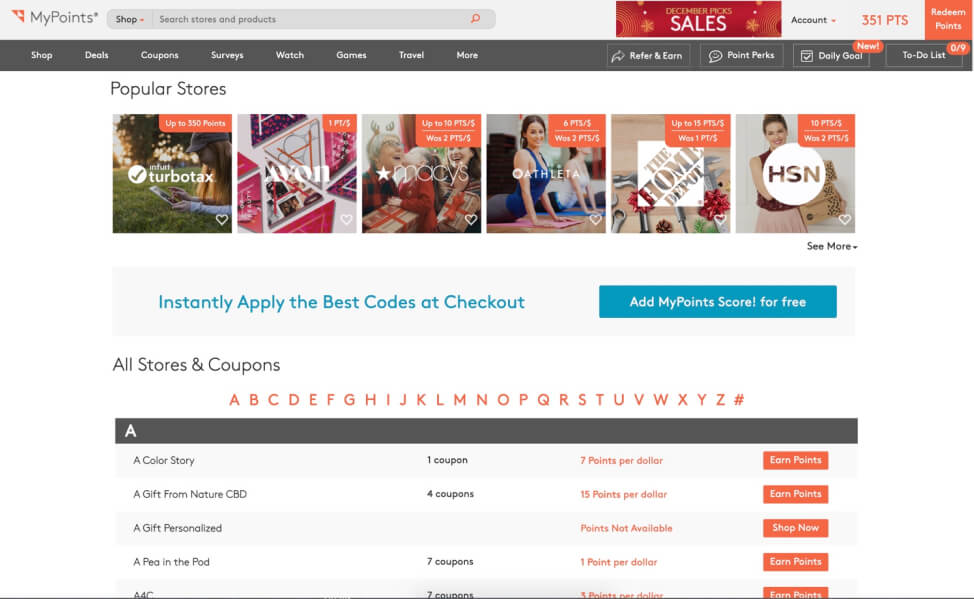 MyPoints®
Shop
Search stores and products
DECEMBER PICKS
SALES
Account
351 PTS
Redeem
Points
Shop
Deals
Coupons
Surveys
Watch
Games
Travel
More
Refer & Earn
Point Perks
Daily Goal
New!
To-Do List
0/9
Popular Stores
Up to 350 Points
intuit
turbotax
1 PT/$
AVON
Up to 10 PTS/$
Was 2 PTS/$
macys
6 PTS/$
Was 2 PTS/$
ATHLETA
Up to 15 PTS/$
Was 1 PT/$
THE
HOME
DEPOT
10 PTS/$
Was 2 PTS/$
HSN
See More
Instantly Apply the Best Codes at Checkout
Add MyPoints Score! for free
All Stores & Coupons
A B C D E F G H I J K L M N O P Q R S T U V W X Y Z #
A
A Color Story 1 coupon 7 Points per dollar Earn Points
A Gift From Nature CBD 4 coupons 15 Points per dollar Earn Points
A Gift Personalized Points Not Available Shop Now
A Pea in the Pod 7 coupons 1 Point per dollar Earn Points
A4C 7 coupons 3 Points per dollar Earn Points